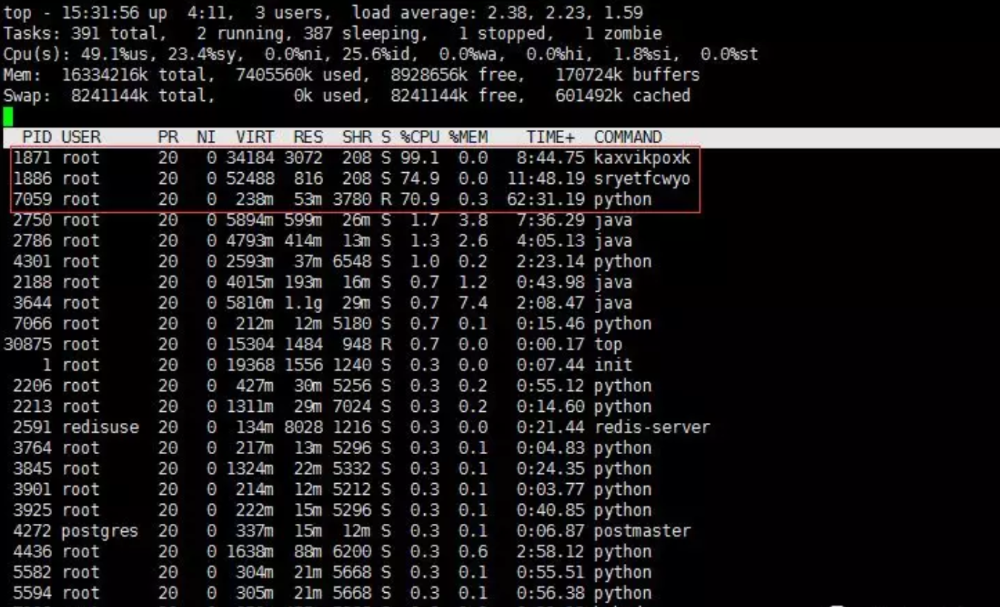 top - 15:31:56 up  4:11,  3 users,  load average: 2.38, 2.23, 1.59
Tasks: 391 total,   2 running, 387 sleeping,   1 stopped,   1 zombie
Cpu(s): 49.1%us, 23.4%sy,  0.0%ni, 25.6%id,  0.0%wa,  0.0%hi,  1.8%si,  0.0%st
Mem:  16334216k total,  7405560k used,  8928656k free,   170724k buffers
Swap:  8241144k total,        0k used,  8241144k free,   601492k cached
PID USER      PR  NI  VIRT  RES  SHR S %CPU %MEM    TIME+  COMMAND
1871 root      20   0 34184 3072  208 S 99.1  0.0   8:44.75 kaxvikpoxk
1886 root      20   0 52488  816  208 S 74.9  0.0  11:48.19 sryetfcwyo
7059 root      20   0  238m  53m 3780 R 70.9  0.3  62:31.19 python
2750 root      20   0 5894m 599m  26m S  1.7  3.8   7:36.29 java
2786 root      20   0 4793m 414m  13m S  1.3  2.6   4:05.13 java
4301 root      20   0 2593m  37m 6548 S  1.0  0.2   2:23.14 python
2188 root      20   0 4015m 193m  16m S  0.7  1.2   0:43.98 java
3644 root      20   0 5810m 1.1g  29m S  0.7  7.4   2:08.47 java
7066 root      20   0  212m  12m 5180 S  0.7  0.1   0:15.46 python
30875 root      20   0 15304 1484  948 R  0.7  0.0   0:00.17 top
1 root      20   0 19368 1556 1240 S  0.3  0.0   0:07.44 init
2206 root      20   0  427m  30m 5256 S  0.3  0.2   0:55.12 python
2213 root      20   0 1311m  29m 7024 S  0.3  0.2   0:14.60 python
2591 redisuse  20   0  134m 8028 1216 S  0.3  0.0   0:21.44 redis-server
3764 root      20   0  217m  13m 5296 S  0.3  0.1   0:04.83 python
3845 root      20   0 1324m  22m 5332 S  0.3  0.1   0:24.35 python
3901 root      20   0  214m  12m 5212 S  0.3  0.1   0:03.77 python
3925 root      20   0  222m  15m 5296 S  0.3  0.1   0:40.85 python
4272 postgres  20   0  337m  15m  12m S  0.3  0.1   0:06.87 postmaster
4436 root      20   0 1638m  88m 6200 S  0.3  0.6   2:58.12 python
5582 root      20   0  304m  21m 5668 S  0.3  0.1   0:55.51 python
5594 root      20   0  305m  21m 5668 S  0.3  0.1   0:56.38 python